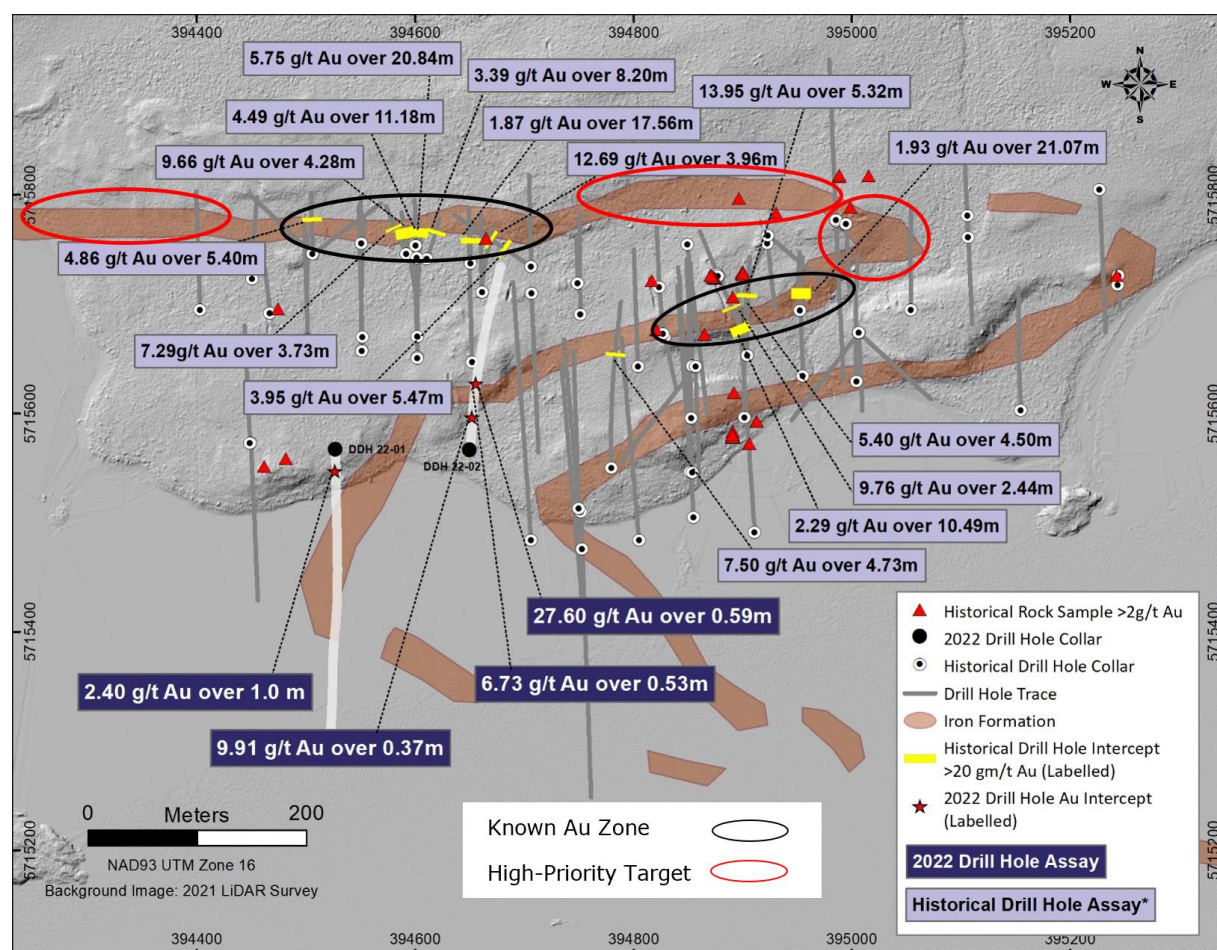 394400
394600
394800
395000
395200
5.75 g/t Au over 20.84m
3.39 g/t Au over 8.20m
13.95 g/t Au over 5.32m
4.49 g/t Au over 11.18m
1.87 g/t Au over 17.56m
9.66 g/t Au over 4.28m
12.69 g/t Au over 3.96m
1.93 g/t Au over 21.07m
N
W
E
S
5715800
5715800
4.86 g/t Au over 5.40m
7.29g/t Au over 3.73m
3.95 g/t Au over 5.47m
5715600
5715600
DDH 22-01
DDH 22-02
5.40 g/t Au over 4.50m
9.76 g/t Au over 2.44m
2.29 g/t Au over 10.49m
7.50 g/t Au over 4.73m
27.60 g/t Au over 0.59m
6.73 g/t Au over 0.53m
2.40 g/t Au over 1.0 m
9.91 g/t Au over 0.37m
5715400
5715400
Historical Rock Sample >2g/t Au
2022 Drill Hole Collar
Historical Drill Hole Collar
Drill Hole Trace
Iron Formation
Historical Drill Hole Intercept
>20 gm/t Au (Labelled)
2022 Drill Hole Au Intercept
(Labelled)
2022 Drill Hole Assay
Historical Drill Hole Assay*
0 Meters 200
NAD93 UTM Zone 16
Background Image: 2021 LiDAR Survey
Known Au Zone
High-Priority Target
5715200
5715200
394400
394600
394800
395000
395200